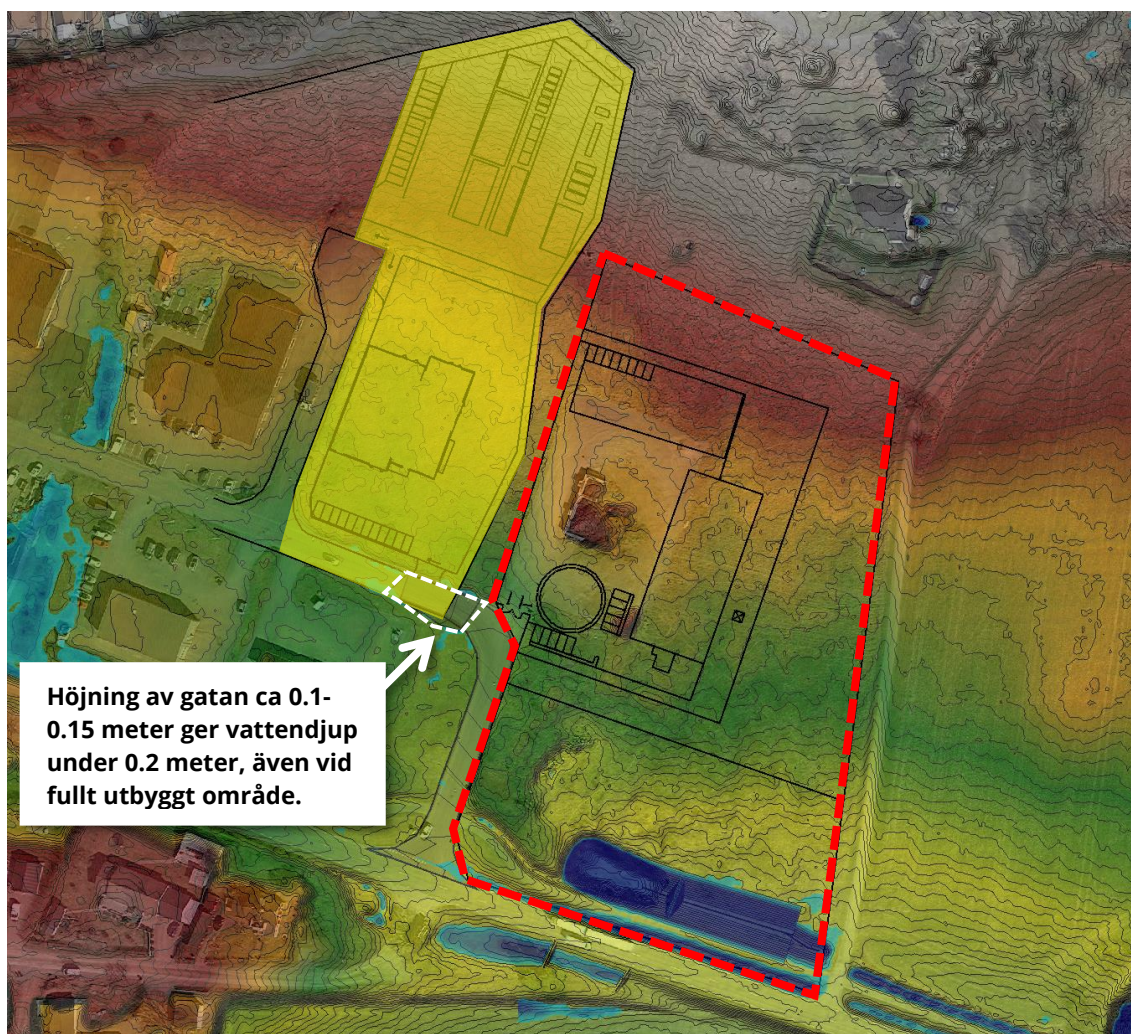 Höjning av gatan ca 0.1-
0.15 meter ger vattendjup
under 0.2 meter, även vid
fullt utbyggt område.